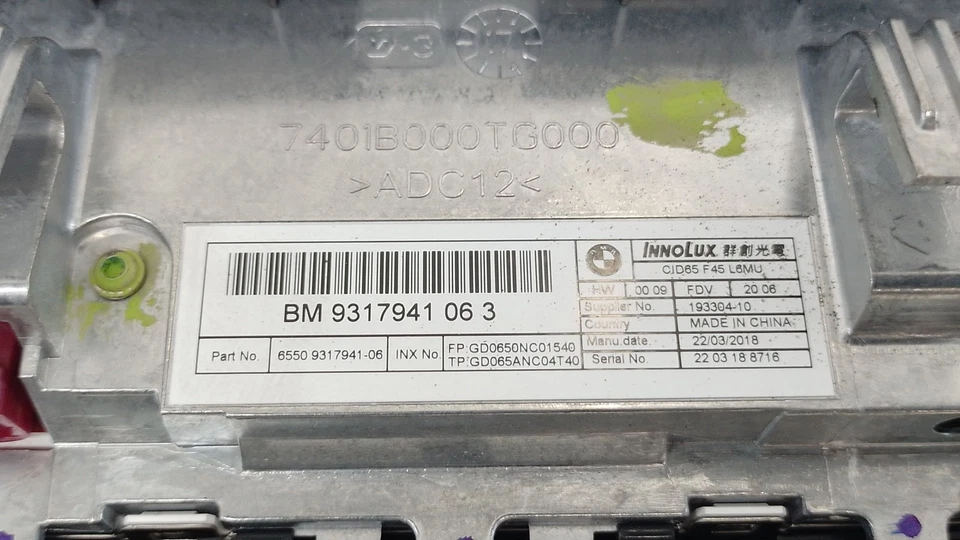 7401B000TG000
>ADC12<
BM 9317941 06 3
Part No. 6550 9317941-06 INX No. FP:GD0650NC01540
TP:GD065ANC04T40
INNOLUX 群創光電
CID65 F45 L6MU
HW 00 09 FDV 20 06
Supplier No. 193304-10
Country MADE IN CHINA
Manu.date. 22/03/2018
Serial No. 22 03 18 8716